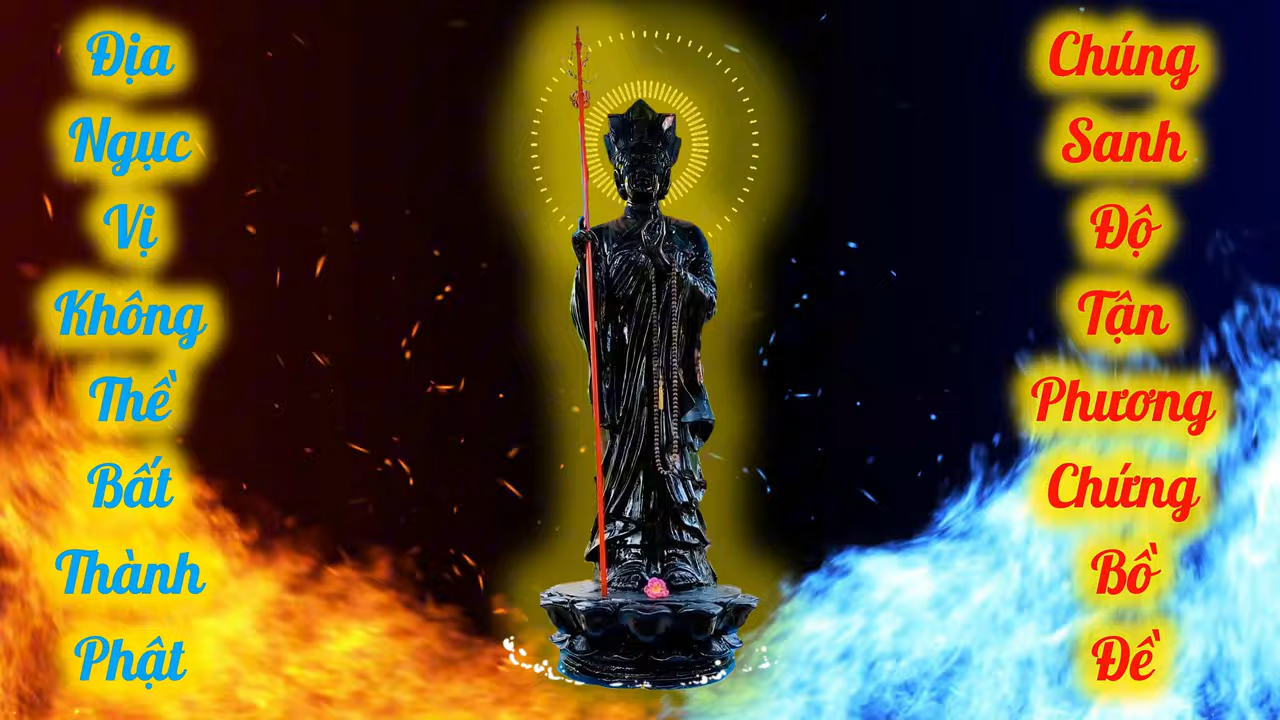 Địa
Ngục
Vị
Không
Thề
Bất
Thành
Phật
Chúng
Sanh
Độ
Tận
Phương
Chứng
Bồ
Đề